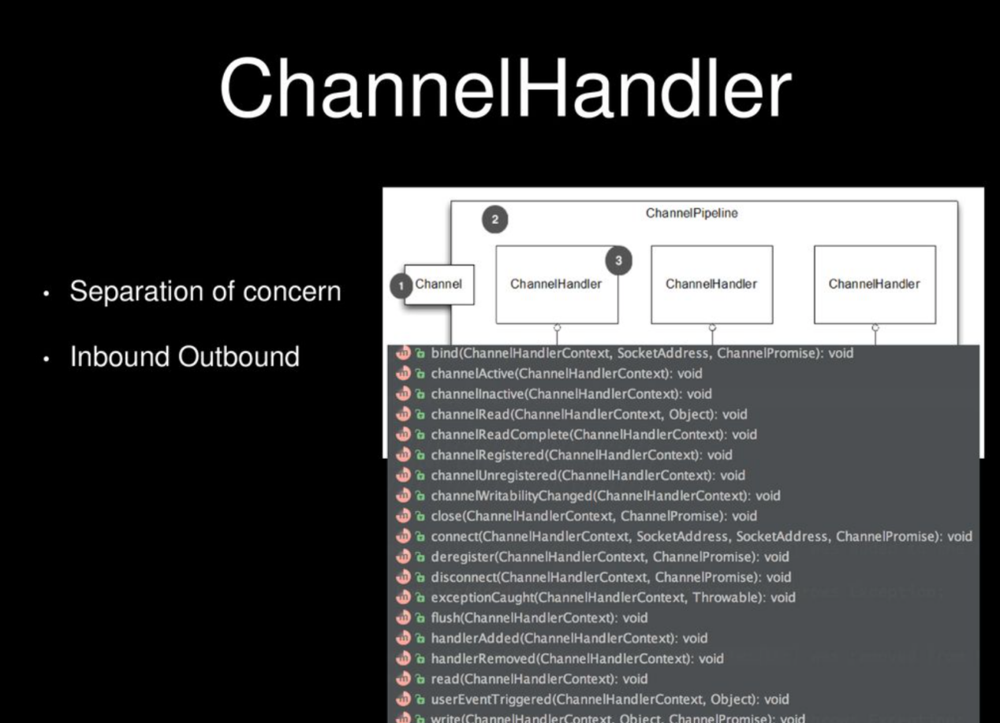 ChannelHandler
• Separation of concern
• Inbound Outbound
ChannelPipeline
2
3
1
Channel
ChannelHandler
ChannelHandler
ChannelHandler
bind(ChannelHandlerContext, SocketAddress, ChannelPromise): void
channelActive(ChannelHandlerContext): void
channelInactive(ChannelHandlerContext): void
channelRead(ChannelHandlerContext, Object): void
channelReadComplete(ChannelHandlerContext): void
channelRegistered(ChannelHandlerContext): void
channelUnregistered(ChannelHandlerContext): void
channelWritabilityChanged(ChannelHandlerContext): void
close(ChannelHandlerContext, ChannelPromise): void
connect(ChannelHandlerContext, SocketAddress, SocketAddress, ChannelPromise): void
deregister(ChannelHandlerContext, ChannelPromise): void
disconnect(ChannelHandlerContext, ChannelPromise): void
exceptionCaught(ChannelHandlerContext, Throwable): void
flush(ChannelHandlerContext): void
handlerAdded(ChannelHandlerContext): void
handlerRemoved(ChannelHandlerContext): void
read(ChannelHandlerContext): void
userEventTriggered(ChannelHandlerContext, Object): void
write(ChannelHandlerContext, Object, ChannelPromise): void